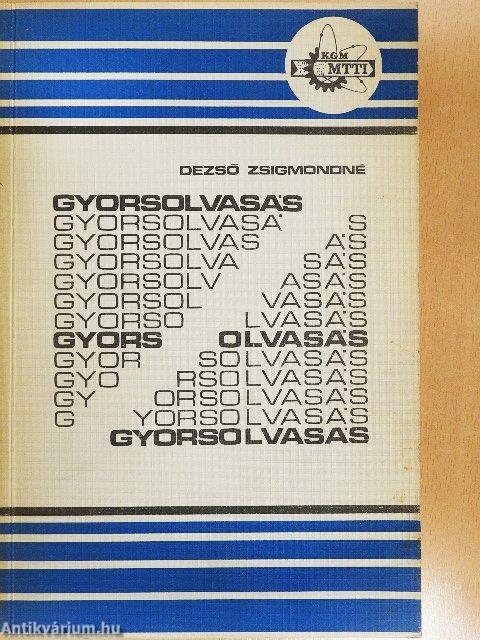 KGM
MTTI
DEZSŐ ZSIGMONDNÉ
GYORSOLVASÁS
GYORSOLVASÁ S
GYORSOLVAS ÁS
GYORSOLVA SÁS
GYORSOLV ASÁS
GYORSOL VASÁS
GYORSO LVASÁS
GYORS OLVASÁS
GYOR SOLVASÁS
GYO RSOLVASÁS
GY ORSOLVASÁS
G YORSOLVASÁS
GYORSOLVASÁS
Antikvárium.hu